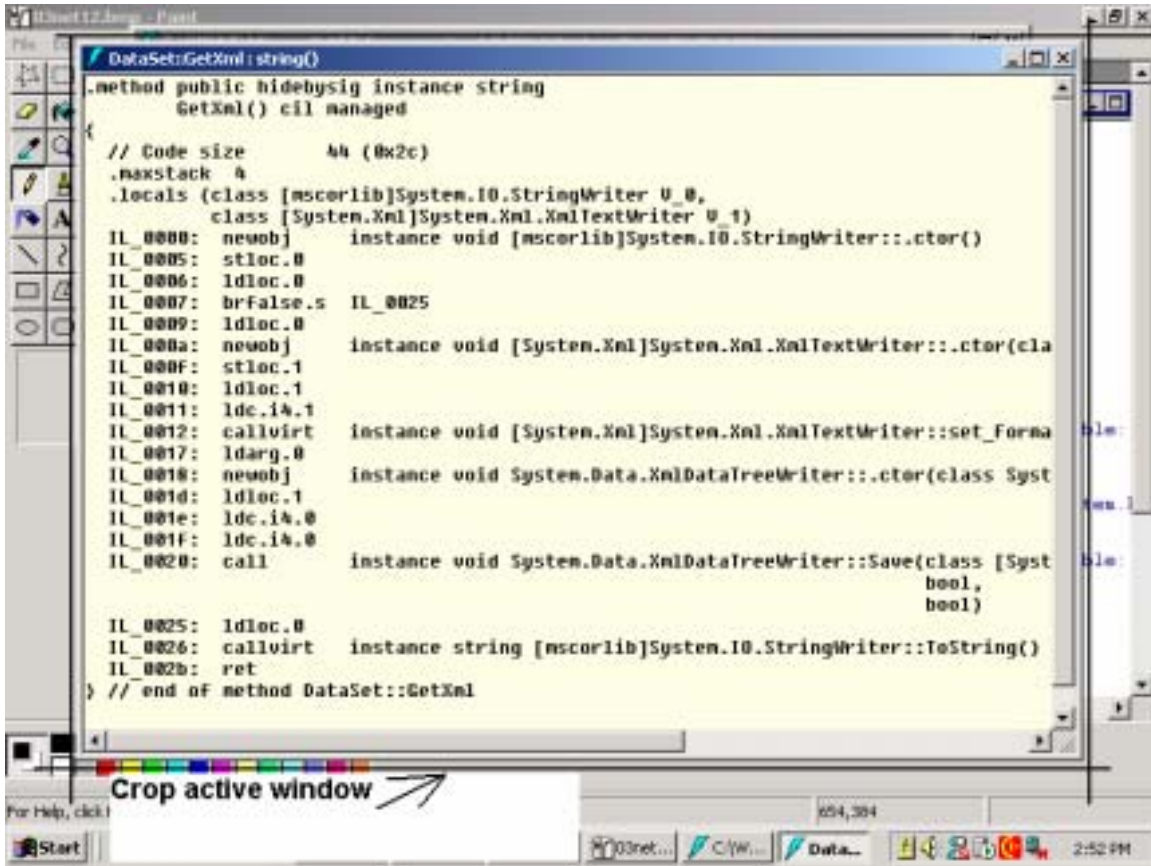 03net12.bmp - Paint
File
DataSet::GetXml : string()
.method public hidebysig instance string
GetXml() cil managed
{
// Code size 44 (0x2c)
.maxstack 4
.locals (class [mscorlib]System.IO.StringWriter V_0,
class [System.Xml]System.Xml.XmlTextWriter V_1)
IL_0000: newobj instance void [mscorlib]System.IO.StringWriter::.ctor()
IL_0005: stloc.0
IL_0006: ldloc.0
IL_0007: brfalse.s IL_0025
IL_0009: ldloc.0
IL_000a: newobj instance void [System.Xml]System.Xml.XmlTextWriter::.ctor(cla
IL_000f: stloc.1
IL_0010: ldloc.1
IL_0011: ldc.i4.1
IL_0012: callvirt instance void [System.Xml]System.Xml.XmlTextWriter::set_Forma
IL_0017: ldarg.0
IL_0018: newobj instance void System.Data.XmlDataTreeWriter::.ctor(class Syst
IL_001d: ldloc.1
IL_001e: ldc.i4.0
IL_001f: ldc.i4.0
IL_0020: call instance void System.Data.XmlDataTreeWriter::Save(class [Syst
bool,
bool)
IL_0025: ldloc.0
IL_0026: callvirt instance string [mscorlib]System.IO.StringWriter::ToString()
IL_002b: ret
} // end of method DataSet::GetXml
Crop active window
For Help, click
654,384
Start
03net...
C:\W...
Data...
2:52 PM